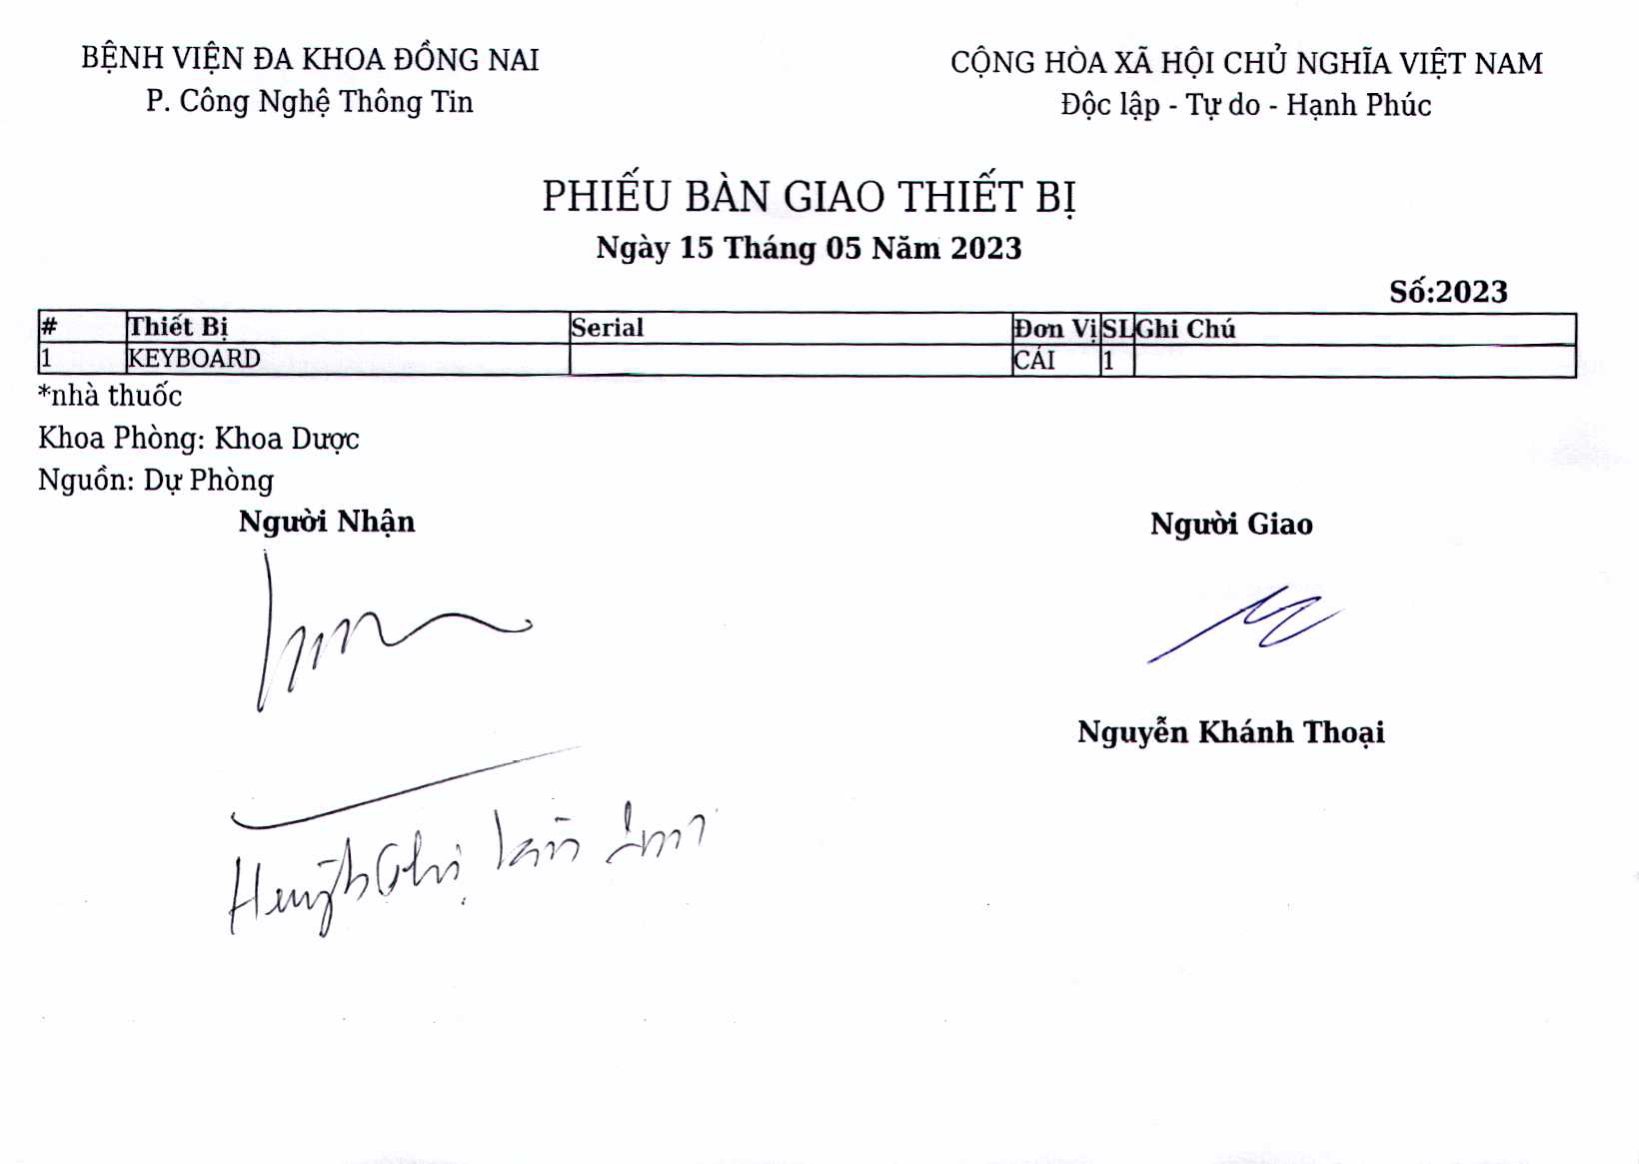 BỆNH VIỆN ĐA KHOA ĐỒNG NAI
P. Công Nghệ Thông Tin
CỘNG HÒA XÃ HỘI CHỦ NGHĨA VIỆT NAM
Độc lập - Tự do - Hạnh Phúc
PHIẾU BÀN GIAO THIẾT BỊ
Ngày 15 Tháng 05 Năm 2023
Số:2023
# Thiết Bị Serial Đơn Vị SL Ghi Chú
1 KEYBOARD CÁI 1
*nhà thuốc
Khoa Phòng: Khoa Dược
Nguồn: Dự Phòng
Người Nhận Người Giao
Nguyễn Khánh Thoại
Huỳnh Thị